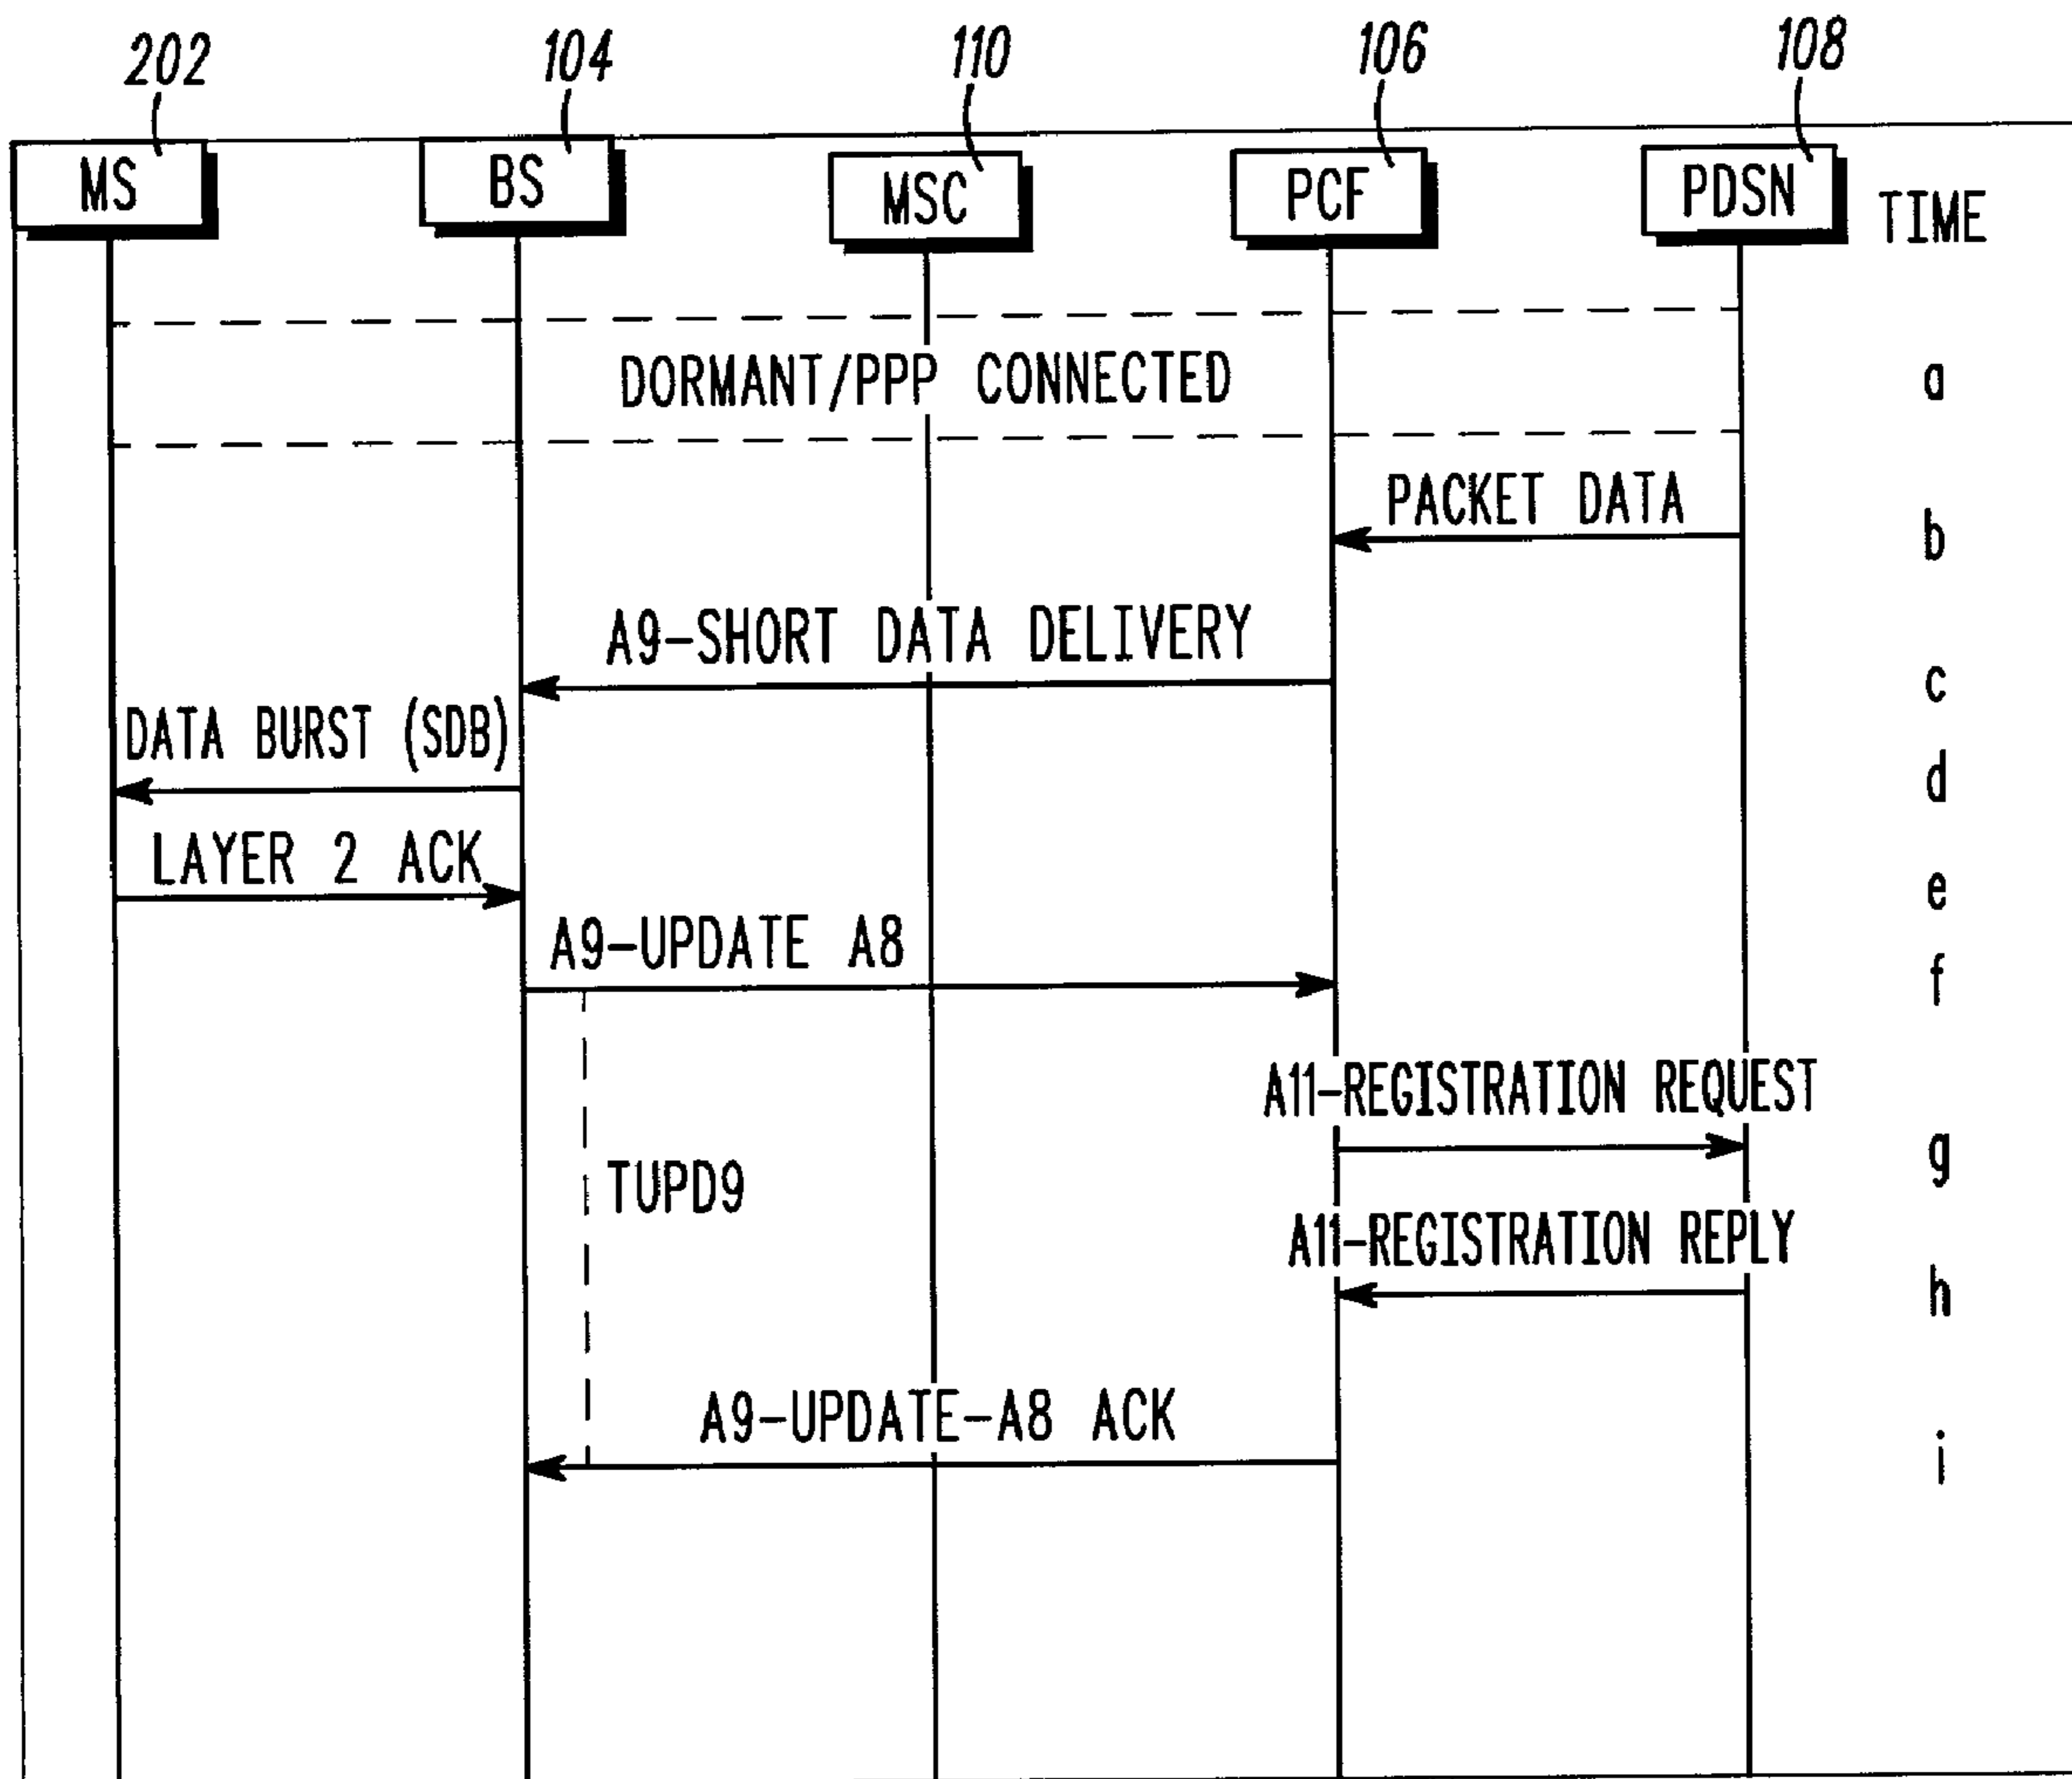 202 104 110 106 108
MS BS MSC PCF PDSN TIME
DORMANT/PPP CONNECTED a
PACKET DATA b
A9-SHORT DATA DELIVERY c
DATA BURST (SDB) d
LAYER 2 ACK e
A9-UPDATE A8 f
A11-REGISTRATION REQUEST g
TUPD9
A11-REGISTRATION REPLY h
A9-UPDATE-A8 ACK i